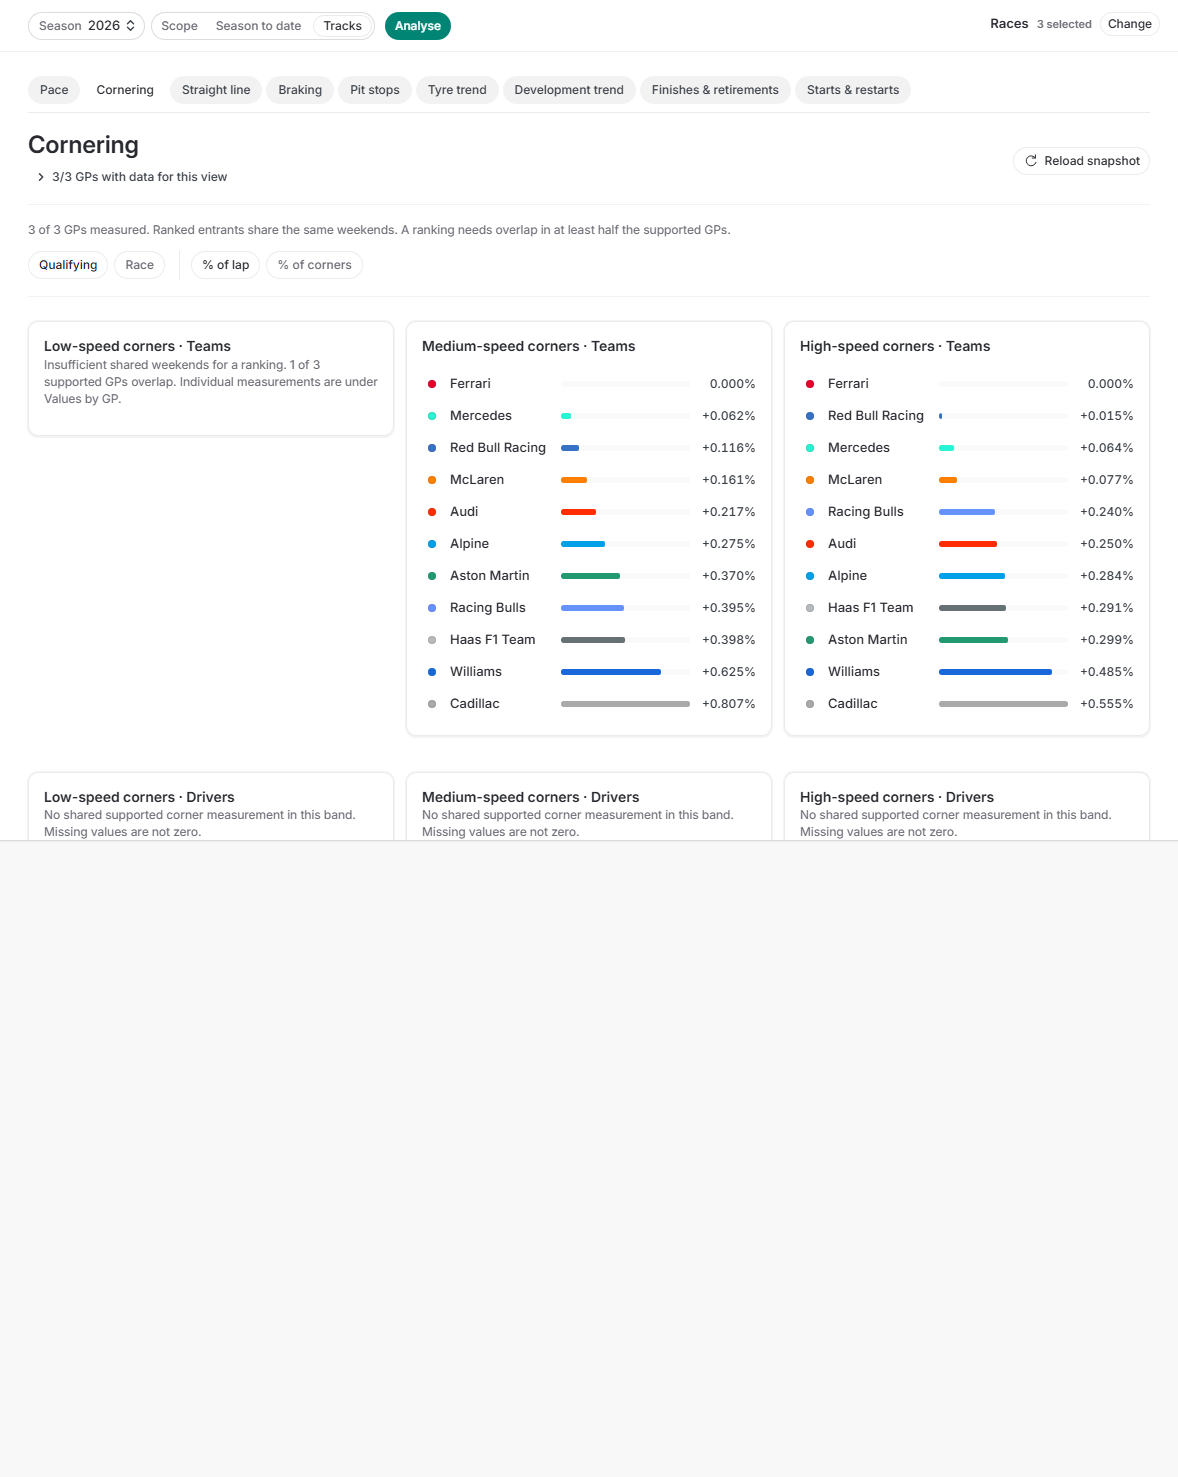 Season 2026
Scope Season to date Tracks
Analyse
Races 3 selected Change
Pace Cornering Straight line Braking Pit stops Tyre trend Development trend Finishes & retirements Starts & restarts
Cornering
3/3 GPs with data for this view
Reload snapshot
3 of 3 GPs measured. Ranked entrants share the same weekends. A ranking needs overlap in at least half the supported GPs.
Qualifying Race % of lap % of corners
Low-speed corners · Teams
Insufficient shared weekends for a ranking. 1 of 3
supported GPs overlap. Individual measurements are under
Values by GP.
Medium-speed corners · Teams
Ferrari 0.000%
Mercedes +0.062%
Red Bull Racing +0.116%
McLaren +0.161%
Audi +0.217%
Alpine +0.275%
Aston Martin +0.370%
Racing Bulls +0.395%
Haas F1 Team +0.398%
Williams +0.625%
Cadillac +0.807%
High-speed corners · Teams
Ferrari 0.000%
Red Bull Racing +0.015%
Mercedes +0.064%
McLaren +0.077%
Racing Bulls +0.240%
Audi +0.250%
Alpine +0.284%
Haas F1 Team +0.291%
Aston Martin +0.299%
Williams +0.485%
Cadillac +0.555%
Low-speed corners · Drivers
No shared supported corner measurement in this band.
Missing values are not zero.
Medium-speed corners · Drivers
No shared supported corner measurement in this band.
Missing values are not zero.
High-speed corners · Drivers
No shared supported corner measurement in this band.
Missing values are not zero.